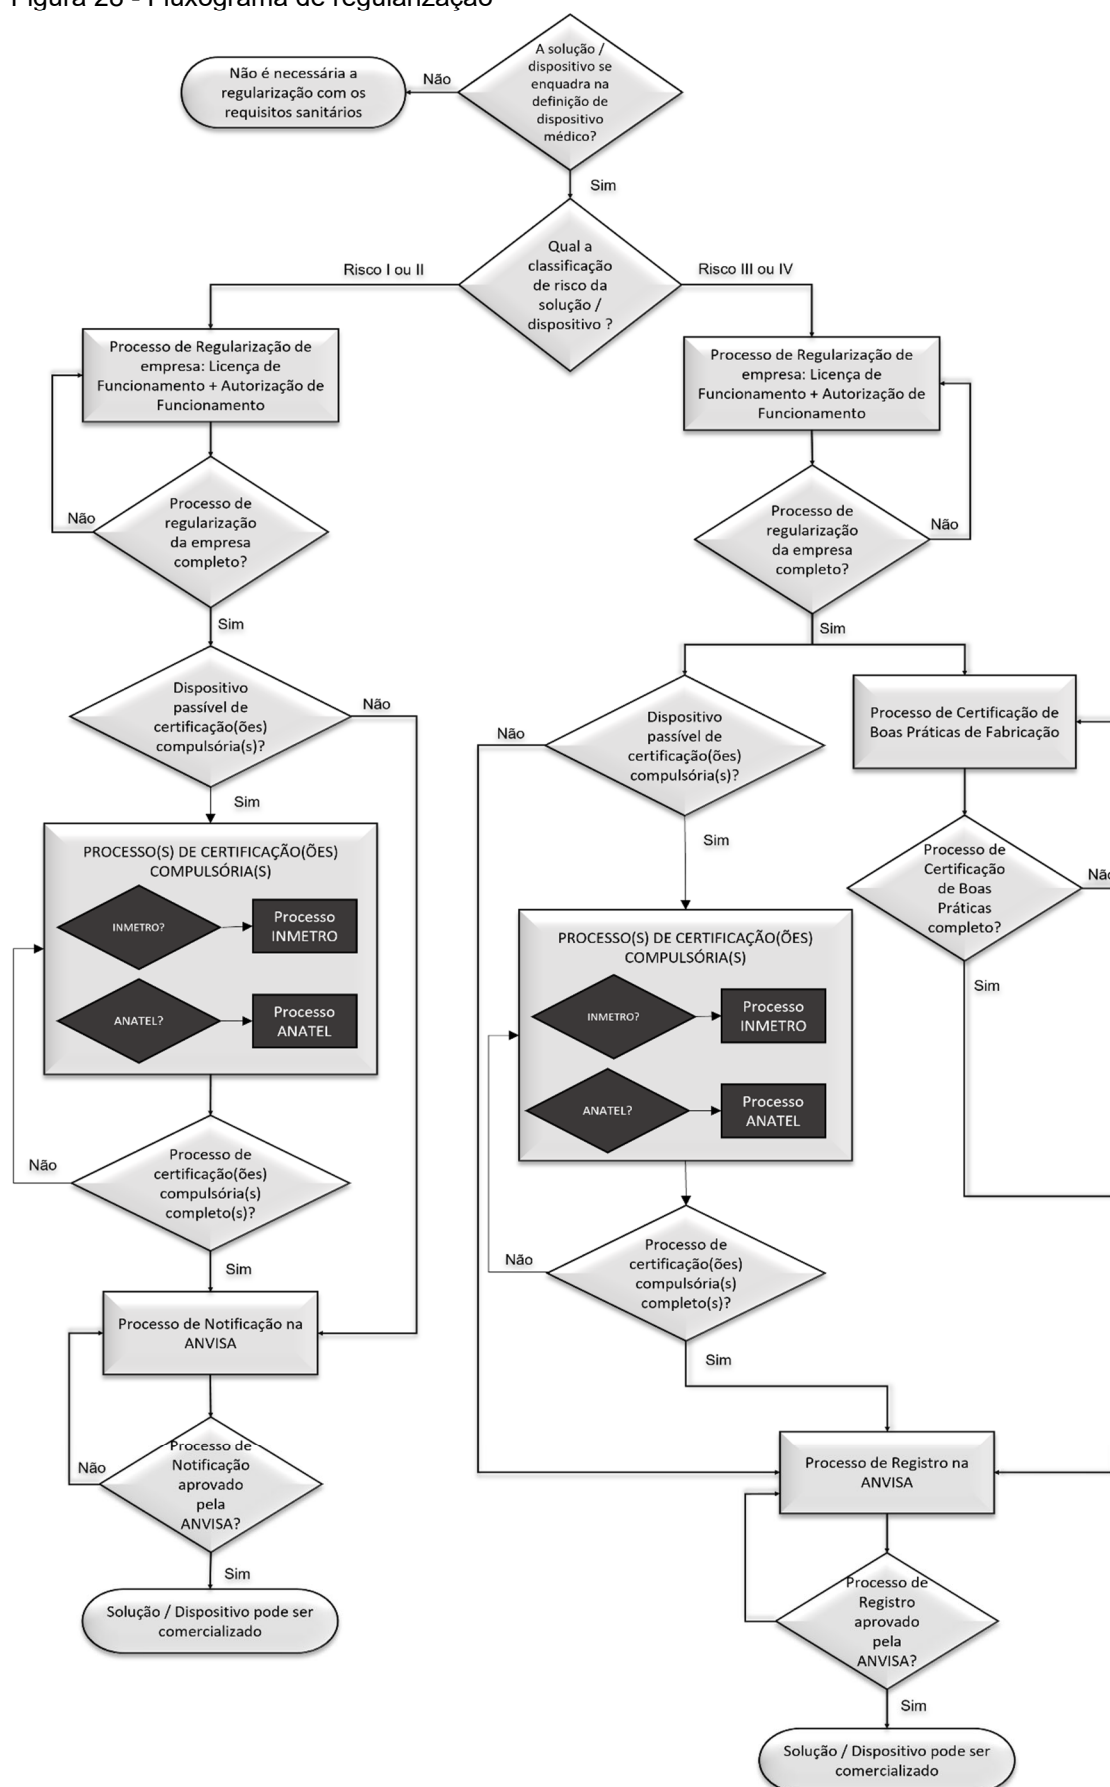 Figura 28 - Fluxograma de regularização
A solução /
dispositivo se
enquadra na
definição de
dispositivo
médico?
Não
Não é necessária a
regularização com os
requisitos sanitários
Sim
Qual a
classificação
de risco da
solução /
dispositivo ?
Risco I ou II
Risco III ou IV
Processo de Regularização de
empresa: Licença de
Funcionamento + Autorização de
Funcionamento
Processo de
regularização
da empresa
completo?
Não
Sim
Dispositivo
passível de
certificação(ões)
compulsória(s)?
Não
Sim
PROCESSO(S) DE CERTIFICAÇÃO(ÕES)
COMPULSÓRIA(S)
INMETRO?
Processo
INMETRO
ANATEL?
Processo
ANATEL
Processo de
certificação(ões)
compulsória(s)
completo(s)?
Não
Sim
Processo de Notificação na
ANVISA
Processo de
Notificação
aprovado
pela
ANVISA?
Não
Sim
Solução / Dispositivo pode ser
comercializado
Processo de Regularização de
empresa: Licença de
Funcionamento + Autorização de
Funcionamento
Processo de
regularização
da empresa
completo?
Não
Sim
Dispositivo
passível de
certificação(ões)
compulsória(s)?
Não
Sim
PROCESSO(S) DE CERTIFICAÇÃO(ÕES)
COMPULSÓRIA(S)
INMETRO?
Processo
INMETRO
ANATEL?
Processo
ANATEL
Processo de
certificação(ões)
compulsória(s)
completo(s)?
Não
Sim
Processo de Certificação de
Boas Práticas de Fabricação
Processo de
Certificação
de Boas
Práticas
completo?
Não
Sim
Processo de Registro na
ANVISA
Processo de
Registro
aprovado
pela
ANVISA?
Sim
Solução / Dispositivo pode ser
comercializado